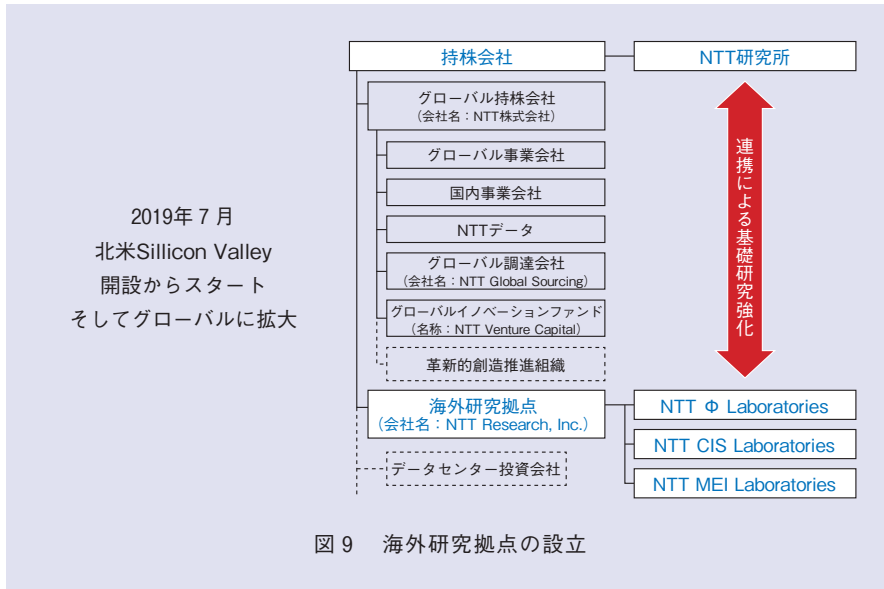 持株会社
NTT研究所
グローバル持株会社
(会社名：NTT株式会社)
グローバル事業会社
国内事業会社
NTTデータ
グローバル調達会社
(会社名：NTT Global Sourcing)
グローバルイノベーションファンド
(名称：NTT Venture Capital)
革新的創造推進組織
海外研究拠点
(会社名：NTT Research, Inc.)
データセンター投資会社
2019年7月
北米Sillicon Valley
開設からスタート
そしてグローバルに拡大
連携による基礎研究強化
NTT Φ Laboratories
NTT CIS Laboratories
NTT MEI Laboratories
図9　海外研究拠点の設立